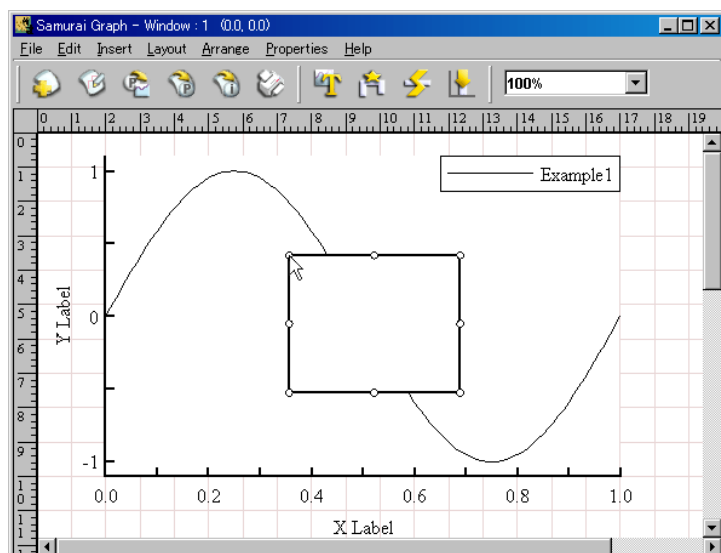 Samurai Graph - Window : 1 (0.0, 0.0)
File Edit Insert Layout Arrange Properties Help
P P I T 100%
0 1 2 3 4 5 6 7 8 9 10 11 12 13 14 15 16 17 18 19
0
1
2
3
4
5
6
7
8
9
10
11
Example1
1
0
-1
Y Label
0.0 0.2 0.4 0.6 0.8 1.0
X Label